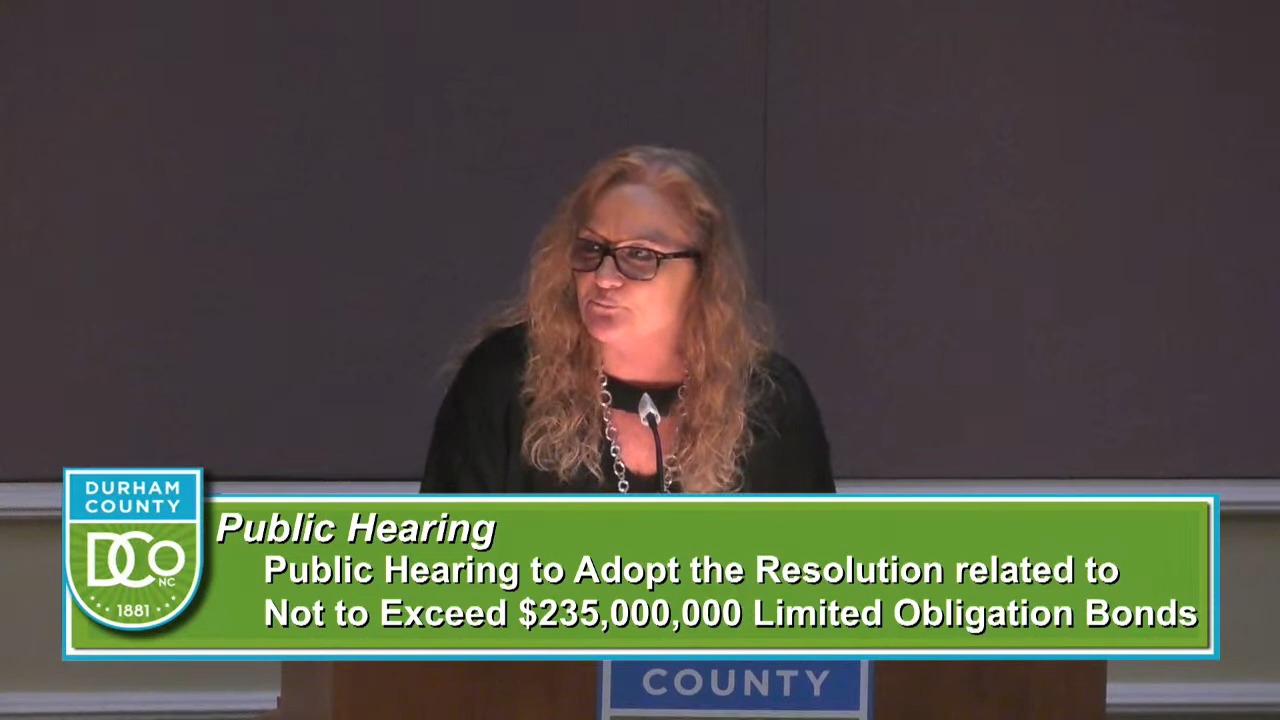 DURHAM
COUNTY
DCo
NC
1881
Public Hearing
Public Hearing to Adopt the Resolution related to
Not to Exceed $235,000,000 Limited Obligation Bonds
COUNTY